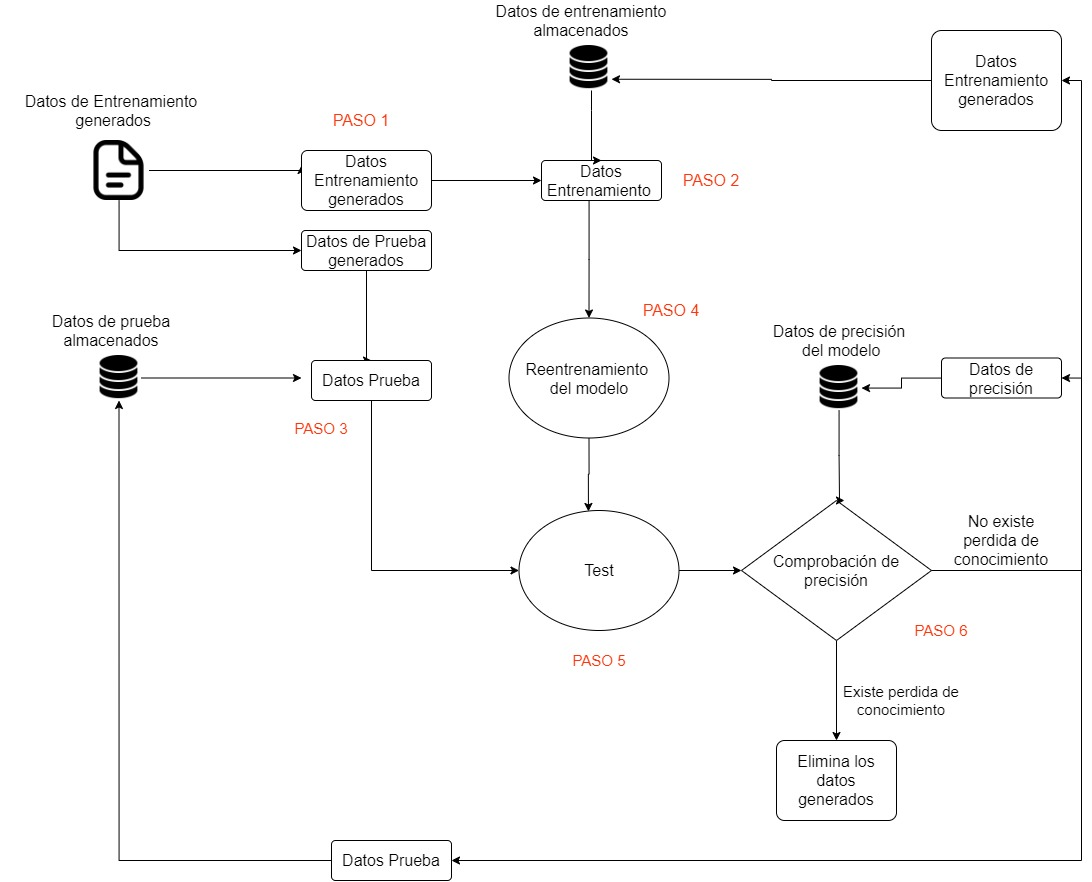 Datos de entrenamiento
almacenados
Datos
Entrenamiento
generados
Datos de Entrenamiento
generados
PASO 1
Datos
Entrenamiento
generados
Datos
Entrenamiento
PASO 2
Datos de Prueba
generados
Datos de prueba
almacenados
PASO 4
Datos de precisión
del modelo
Datos de
precisión
Reentrenamiento
del modelo
Datos Prueba
PASO 3
No existe
perdida de
conocimiento
Test
Comprobación de
precisión
PASO 6
PASO 5
Existe perdida de
conocimiento
Elimina los
datos
generados
Datos Prueba